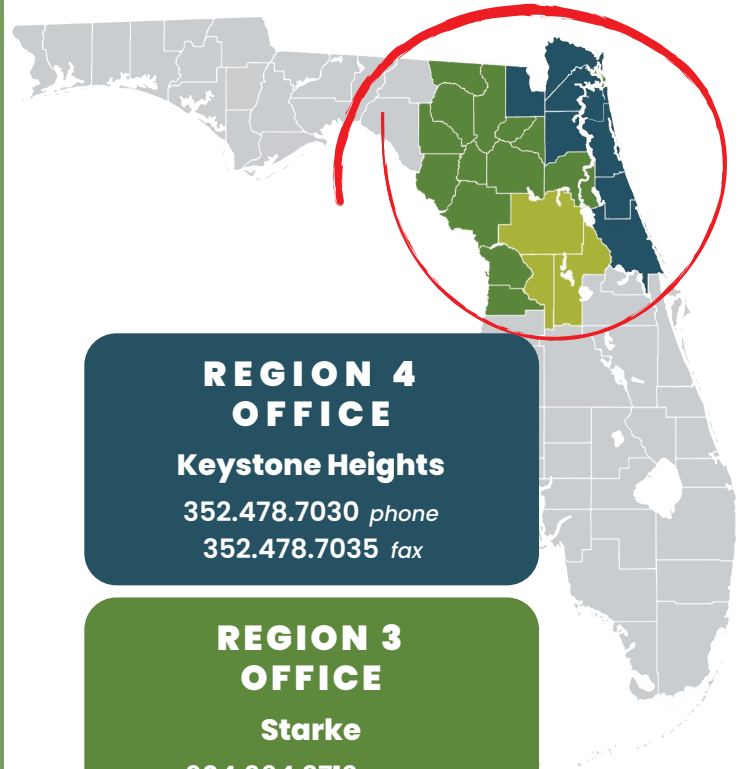 REGION 4
OFFICE
Keystone Heights
352.478.7030 phone
352.478.7035 fax
REGION 3
OFFICE
Starke